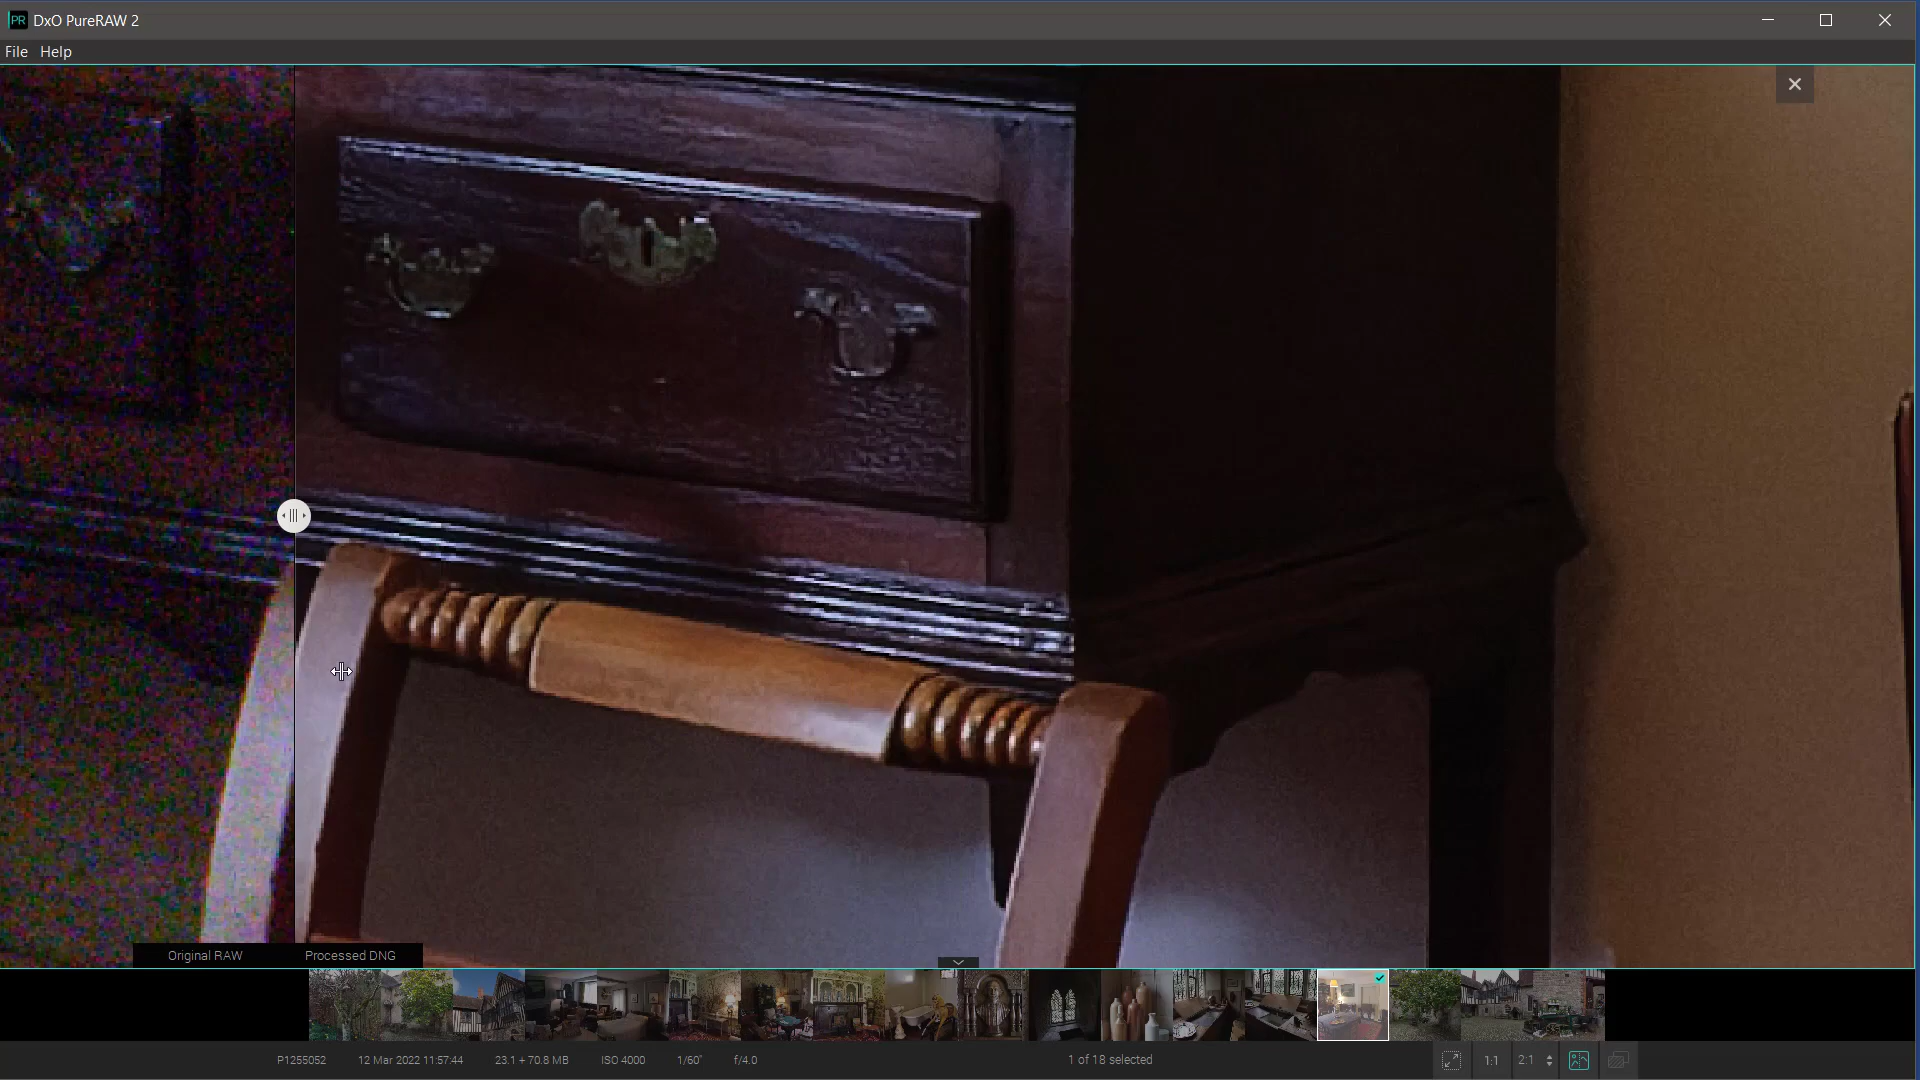 PR DxO PureRAW 2
File Help
Original RAW Processed DNG
P1255052 12 Mar 2022 11:57:44 23.1 + 70.8 MB ISO 4000 1/60" f/4.0 1 of 18 selected 1:1 2:1